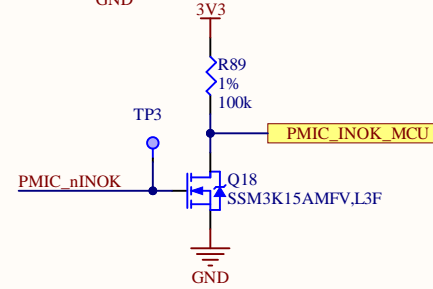 GND
3V3
R89
1%
100k
TP3
PMIC_INOK_MCU
PMIC_nINOK
Q18
SSM3K15AMFV,L3F
GND